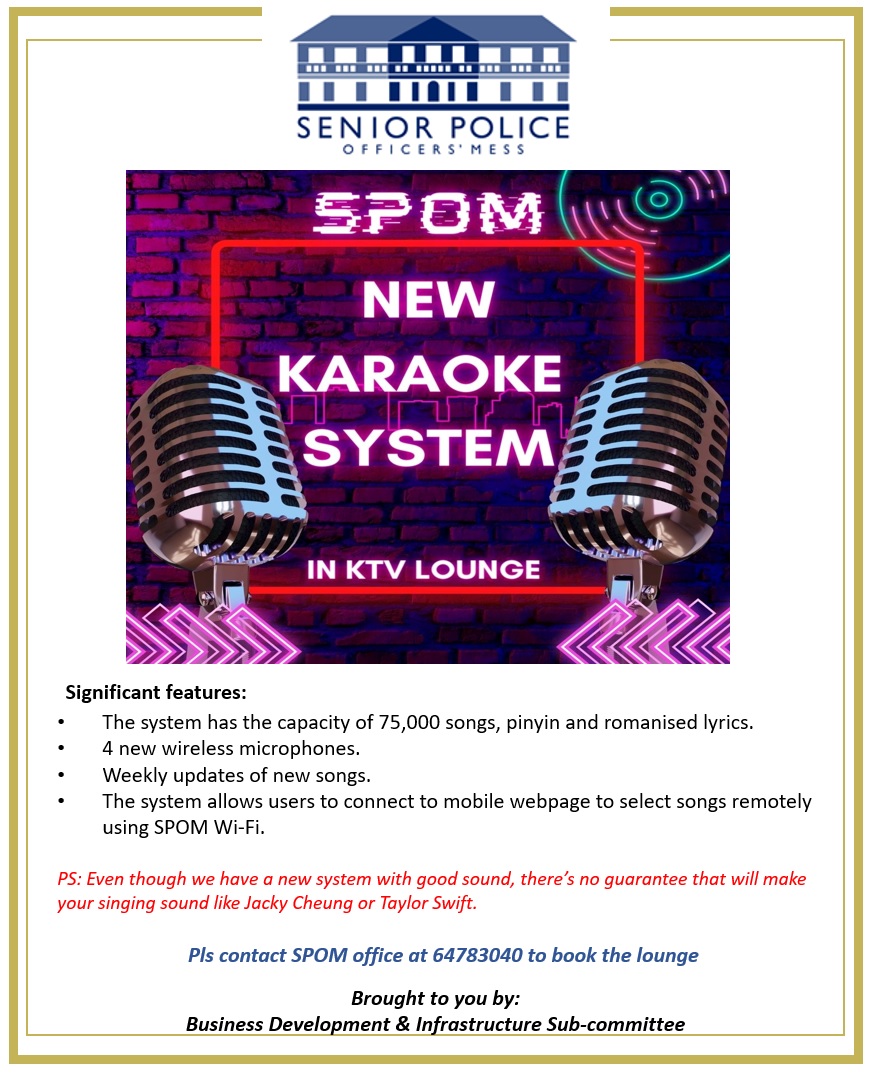 SENIOR POLICE
OFFICERS' MESS
SPOM
NEW
KARAOKE
SYSTEM
IN KTV LOUNGE
Significant features:
• The system has the capacity of 75,000 songs, pinyin and romanised lyrics.
• 4 new wireless microphones.
• Weekly updates of new songs.
• The system allows users to connect to mobile webpage to select songs remotely
using SPOM Wi-Fi.
PS: Even though we have a new system with good sound, there's no guarantee that will make
your singing sound like Jacky Cheung or Taylor Swift.
Pls contact SPOM office at 64783040 to book the lounge
Brought to you by:
Business Development & Infrastructure Sub-committee